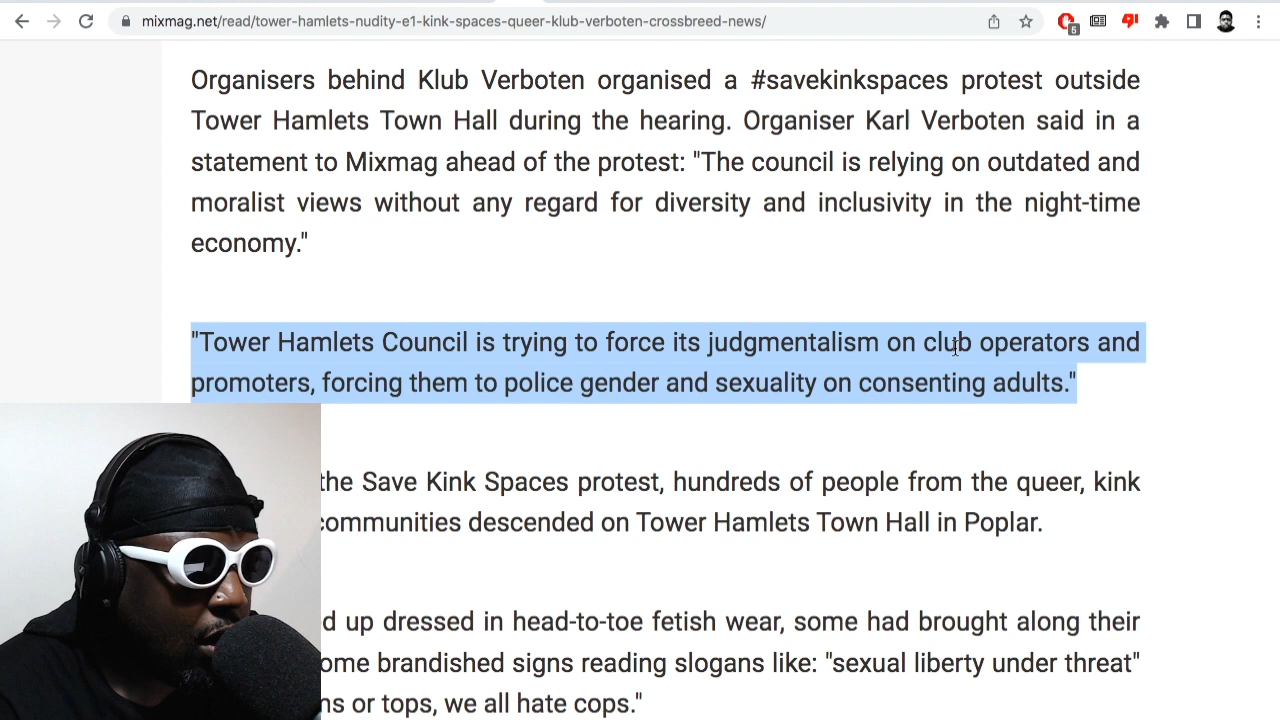 mixmag.net/read/tower-hamlets-nudity-e1-kink-spaces-queer-klub-verboten-crossbreed-news/
5
Organisers behind Klub Verboten organised a #savekinkspaces protest outside
Tower Hamlets Town Hall during the hearing. Organiser Karl Verboten said in a
statement to Mixmag ahead of the protest: "The council is relying on outdated and
moralist views without any regard for diversity and inclusivity in the night-time
economy."
"Tower Hamlets Council is trying to force its judgmentalism on club operators and
promoters, forcing them to police gender and sexuality on consenting adults."
the Save Kink Spaces protest, hundreds of people from the queer, kink
communities descended on Tower Hamlets Town Hall in Poplar.
d up dressed in head-to-toe fetish wear, some had brought along their
ome brandished signs reading slogans like: "sexual liberty under threat"
ns or tops, we all hate cops."